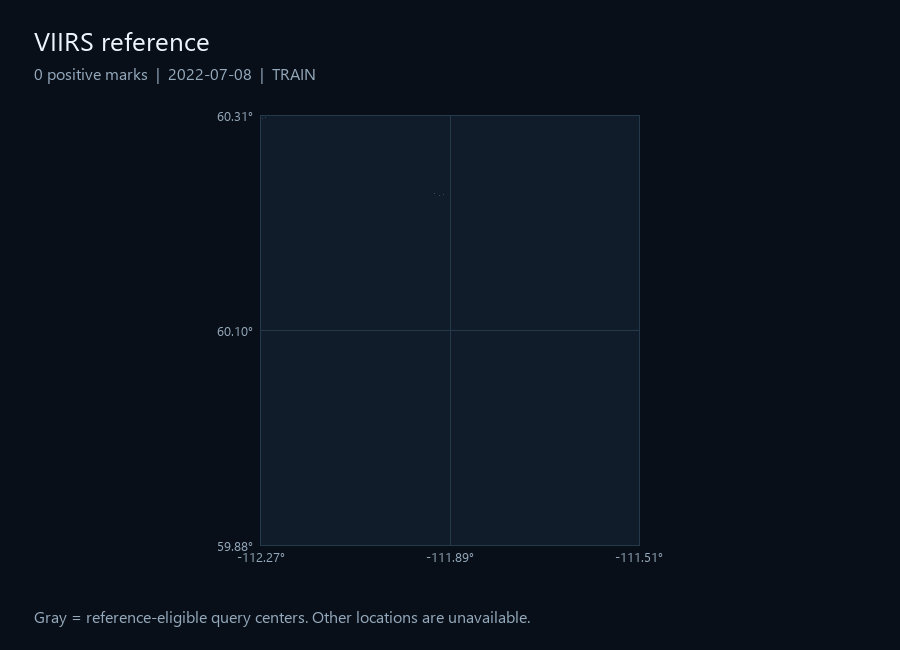 VIIRS reference
0 positive marks | 2022-07-08 | TRAIN
60.31°
60.10°
59.88°
-112.27° -111.89° -111.51°
Gray = reference-eligible query centers. Other locations are unavailable.